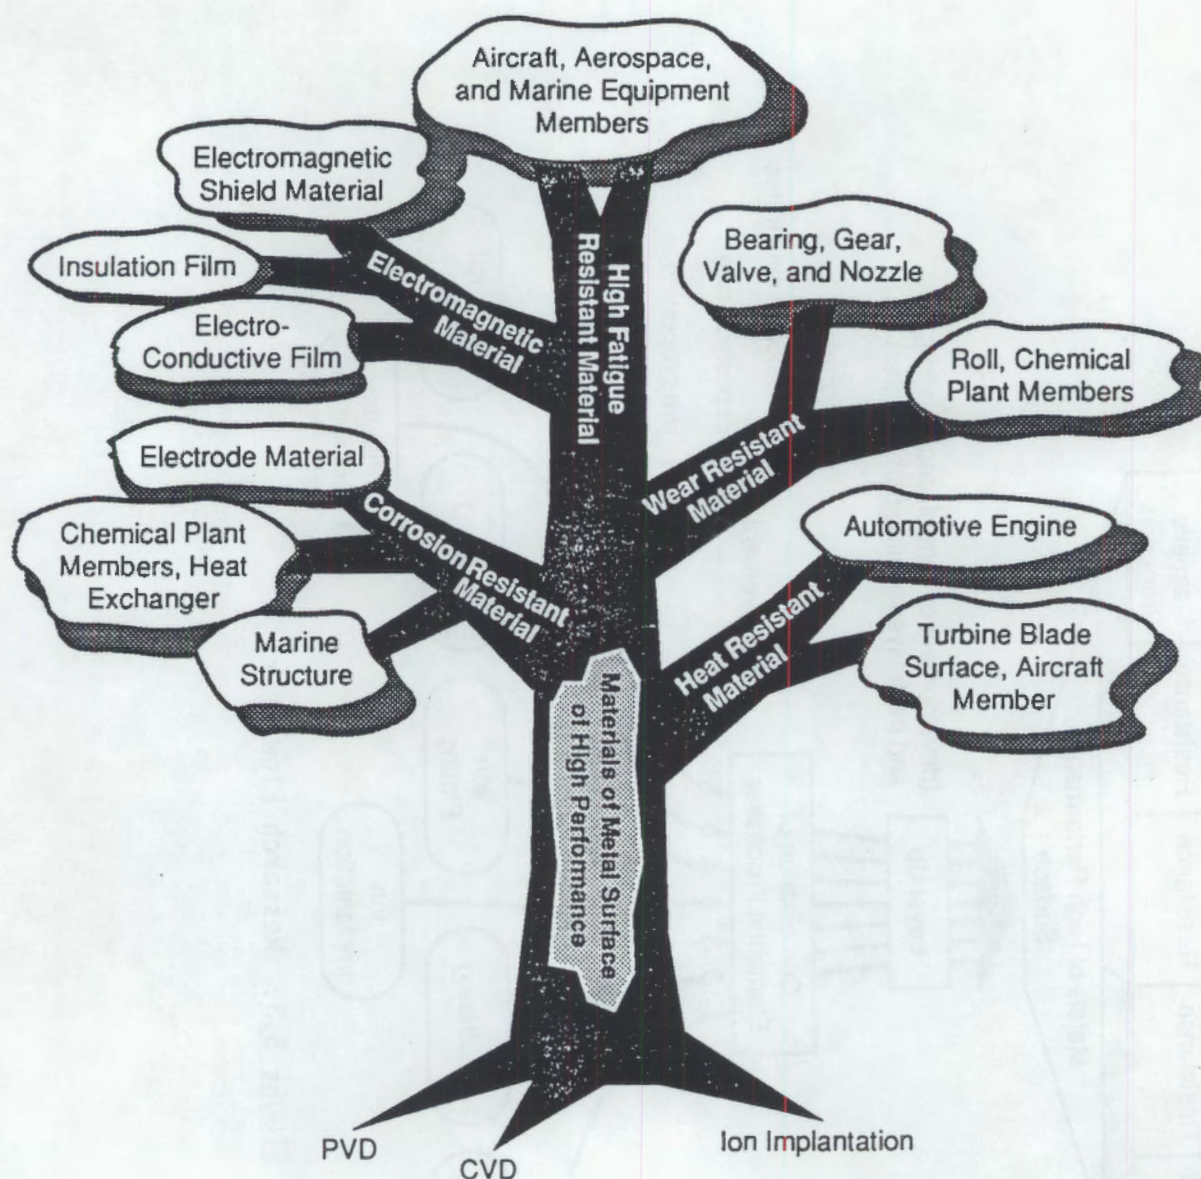 Aircraft, Aerospace,
and Marine Equipment
Members
Electromagnetic
Shield Material
Insulation Film
Electro-
Conductive Film
Electromagnetic
Material
High Fatigue
Resistant Material
Bearing, Gear,
Valve, and Nozzle
Roll, Chemical
Plant Members
Wear Resistant
Material
Electrode Material
Chemical Plant
Members, Heat
Exchanger
Marine
Structure
Corrosion Resistant
Material
Automotive Engine
Turbine Blade
Surface, Aircraft
Member
Heat Resistant
Material
Materials of Metal Surface
of High Performance
PVD
CVD
Ion Implantation